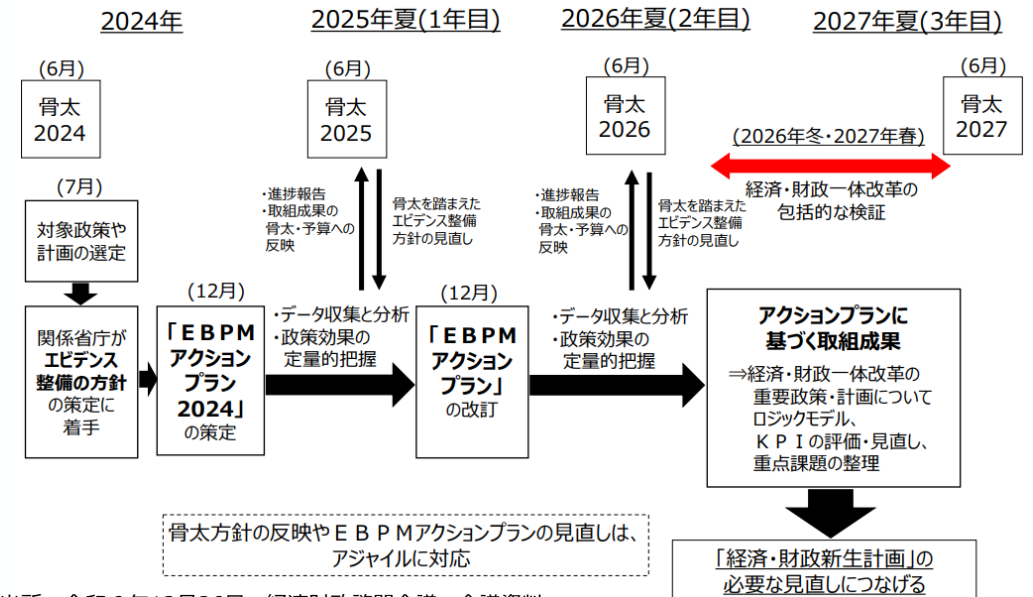 2024年
2025年夏(1年目)
2026年夏(2年目)
2027年夏(3年目)
(6月)
骨太
2024
(6月)
骨太
2025
(6月)
骨太
2026
(6月)
骨太
2027
(2026年冬・2027年春)
経済・財政一体改革の
包括的な検証
(7月)
対象政策や
計画の選定
・進捗報告
・取組成果の
骨太・予算への
反映
骨太を踏まえた
エビデンス整備
方針の見直し
・進捗報告
・取組成果の
骨太・予算への
反映
骨太を踏まえた
エビデンス整備
方針の見直し
関係省庁が
エビデンス
整備の方針
の策定に
着手
(12月)
「ＥＢＰＭ
アクション
プラン
2024」
の策定
・データ収集と分析
・政策効果の
定量的把握
(12月)
「ＥＢＰＭ
アクション
プラン」
の改訂
・データ収集と分析
・政策効果の
定量的把握
アクションプランに
基づく取組成果
⇒経済・財政一体改革の
重要政策・計画について
ロジックモデル、
ＫＰＩの評価・見直し、
重点課題の整理
骨太方針の反映やＥＢＰＭアクションプランの見直しは、
アジャイルに対応
「経済・財政新生計画」の
必要な見直しにつなげる